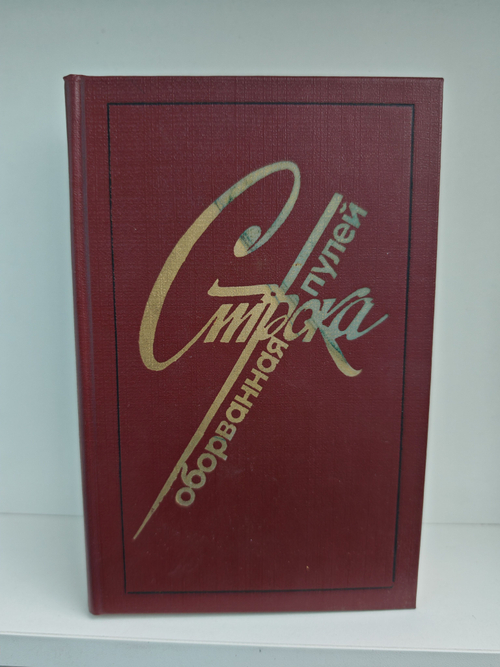 Строка
оборванная
пулей